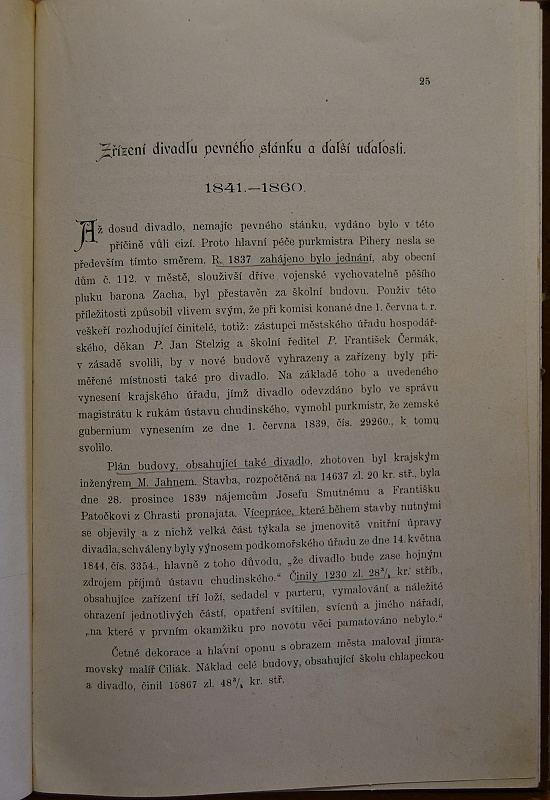 25
Zřízení divadlu pevného stánku a další udalosti.
1841.—1860.
Až dosud divadlo, nemajíc pevného stánku, vydáno bylo v této
příčině vůli cizí. Proto hlavní péče purkmistra Pihery nesla se
především tímto směrem. R. 1837 zahájeno bylo jednání, aby obecní
dům č. 112. v městě, sloužívší dříve vojenské vychovatelně pěšího
pluku barona Zacha, byl přestavěn za školní budovu. Použiv této
příležitosti způsobil vlivem svým, že při komisi konané dne 1. června t. r.
veškeří rozhodující činitelé, totiž: zástupci městského úřadu hospodář-
ského, děkan P. Jan Stelzig a školní ředitel P. František Čermák,
v zásadě svolili, by v nové budově vyhrazeny a zařízeny byly při-
měřené místnosti také pro divadlo. Na základě toho a uvedeného
vynesení krajského úřadu, jímž divadlo odevzdáno bylo ve správu
magistrátu k rukám ústavu chudinského, vymohl purkmistr, že zemské
gubernium vynesením ze dne 1. června 1839, čís. 29260., k tomu
svolilo.
Plán budovy, obsahující také divadlo, zhotoven byl krajským
inženýrem M. Jahnem. Stavba, rozpočtěná na 14637 zl. 20 kr. stř., byla
dne 28. prosince 1839 nájemcům Josefu Smutnému a Františku
Patočkovi z Chrasti pronajata. Vícepráce, které během stavby nutnými
se objevily a z nichž velká část týkala se jmenovitě vnitřní úpravy
divadla, schváleny byly výnosem podkomořského úřadu ze dne 14. května
1844, čís. 3354., hlavně z toho důvodu, „že divadlo bude zase hojným
zdrojem příjmů ústavu chudinského.“ Činily 1230 zl. 28³/₄ kr. stříb.,
obsahujíce zařízení tří loží, sedadel v parteru, vymalování a náležité
ohrazení jednotlivých částí, opatření svítilen, svícnů a jiného nářadí,
„na které v prvním okamžiku pro novotu věci pamatováno nebylo.“
Četné dekorace a hlavní oponu s obrazem města maloval jimra-
movský malíř Ciliák. Náklad celé budovy, obsahující školu chlapeckou
a divadlo, činil 15867 zl. 48³/₄ kr. stř.